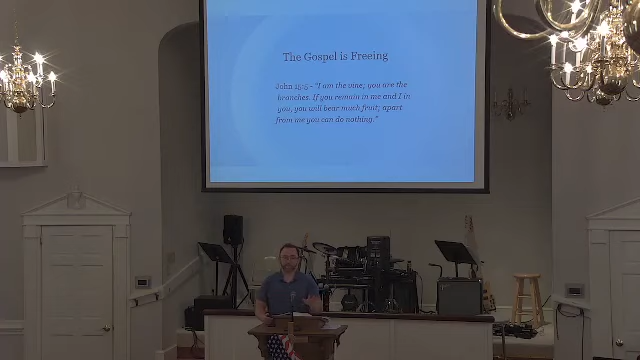 The Gospel is Freeing
John 15:5 - "I am the vine; you are the
branches. If you remain in me and I in
you, you will bear much fruit; apart
from me you can do nothing."